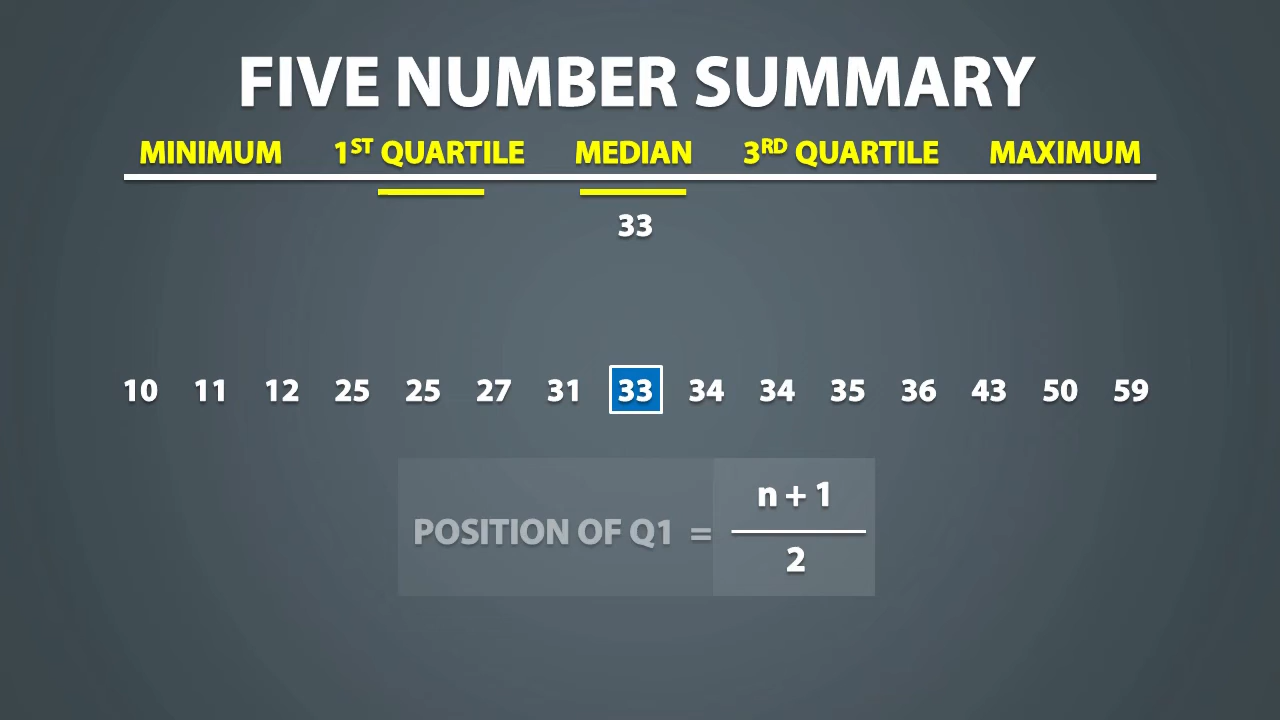 FIVE NUMBER SUMMARY
MINIMUM 1ST QUARTILE MEDIAN 3RD QUARTILE MAXIMUM
33
10 11 12 25 25 27 31 33 34 34 35 36 43 50 59
n + 1
POSITION OF Q1 =
2